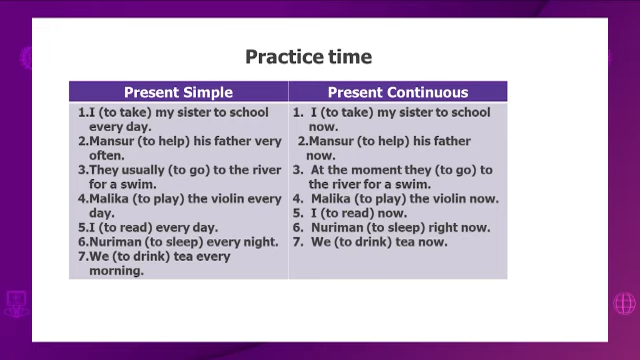 Practice time
Present Simple
1.I (to take) my sister to school
every day.
2.Mansur (to help) his father very
often.
3.They usually (to go) to the river
for a swim.
4.Malika (to play) the violin every
day.
5.I (to read) every day.
6.Nuriman (to sleep) every night.
7.We (to drink) tea every
morning.
Present Continuous
1. I (to take) my sister to school
now.
2.Mansur (to help) his father
now.
3. At the moment they (to go) to
the river for a swim.
4. Malika (to play) the violin now.
5. I (to read) now.
6. Nuriman (to sleep) right now.
7. We (to drink) tea now.